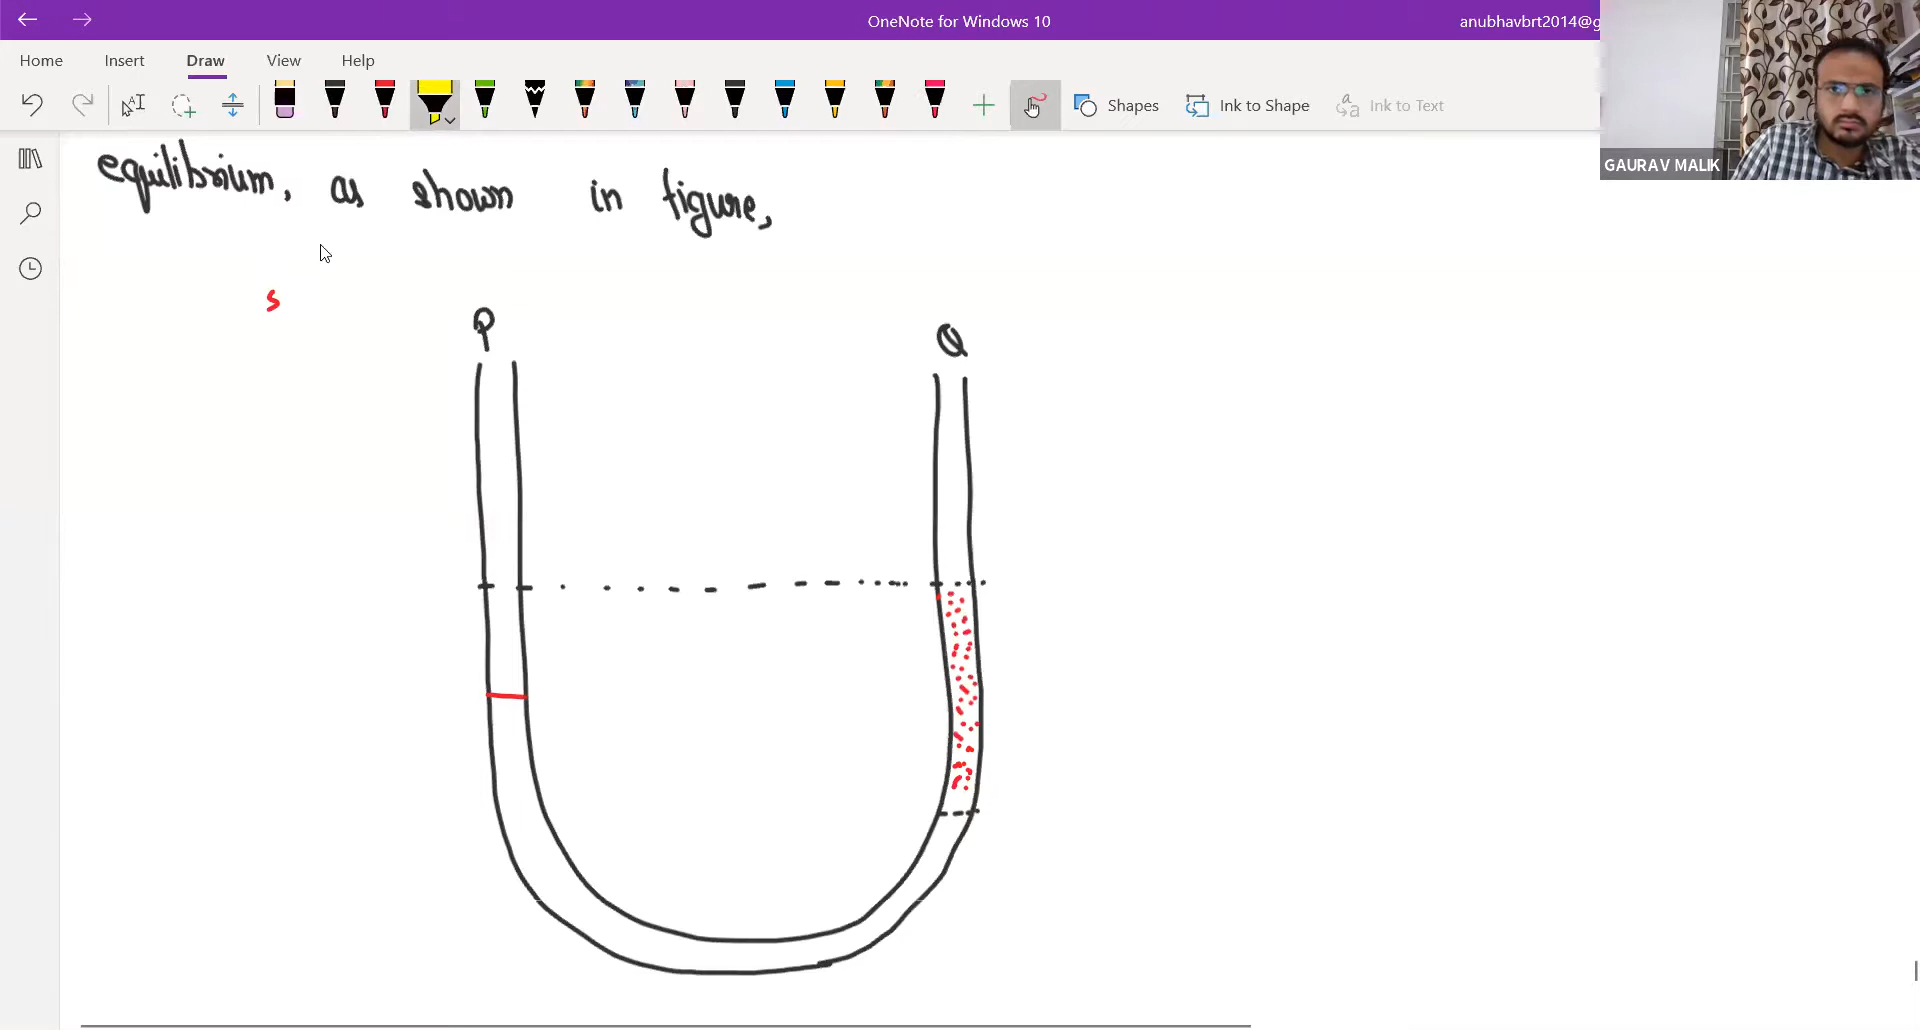 OneNote for Windows 10
anubhavbrt2014@g
Home Insert Draw View Help
Shapes Ink to Shape Ink to Text
GAURAV MALIK
equilibrium, as shown in figure,
s
P
Q